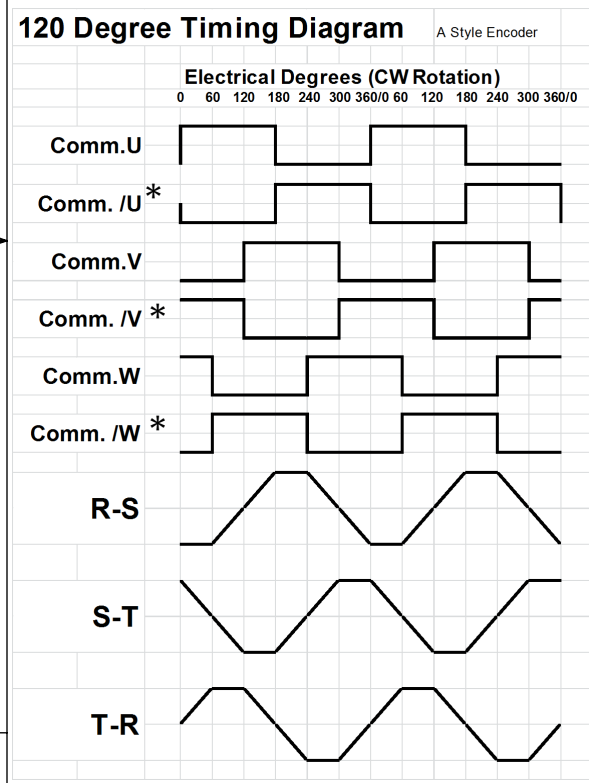 120 Degree Timing Diagram A Style Encoder
Electrical Degrees (CW Rotation)
0 60 120 180 240 300 360/0 60 120 180 240 300 360/0
Comm.U
Comm. /U*
Comm.V
Comm. /V *
Comm.W
Comm. /W *
R-S
S-T
T-R